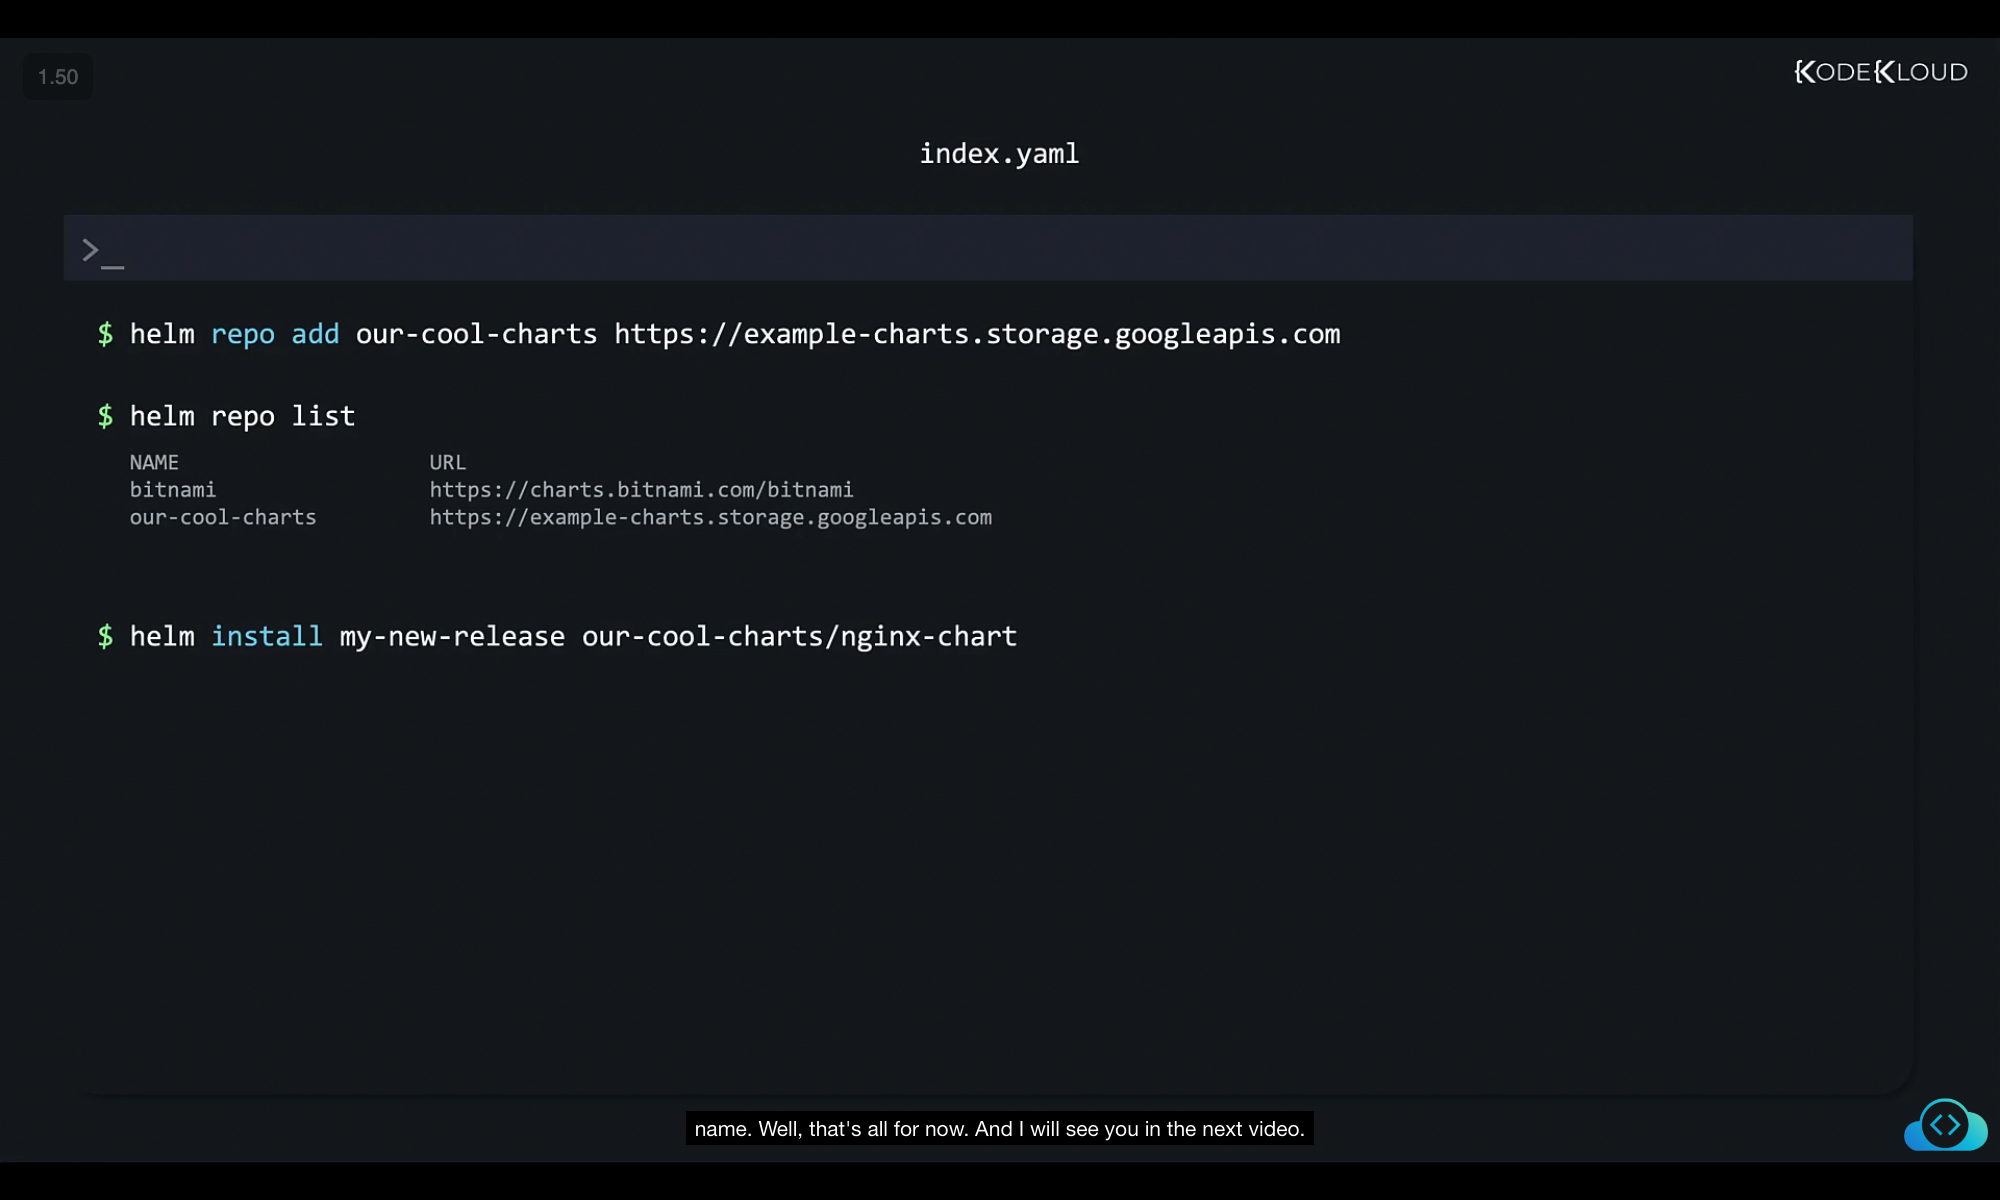 1.50
KODEKLOUD
index.yaml
>_
$ helm repo add our-cool-charts https://example-charts.storage.googleapis.com
$ helm repo list
NAME URL
bitnami https://charts.bitnami.com/bitnami
our-cool-charts https://example-charts.storage.googleapis.com
$ helm install my-new-release our-cool-charts/nginx-chart
name. Well, that's all for now. And I will see you in the next video.